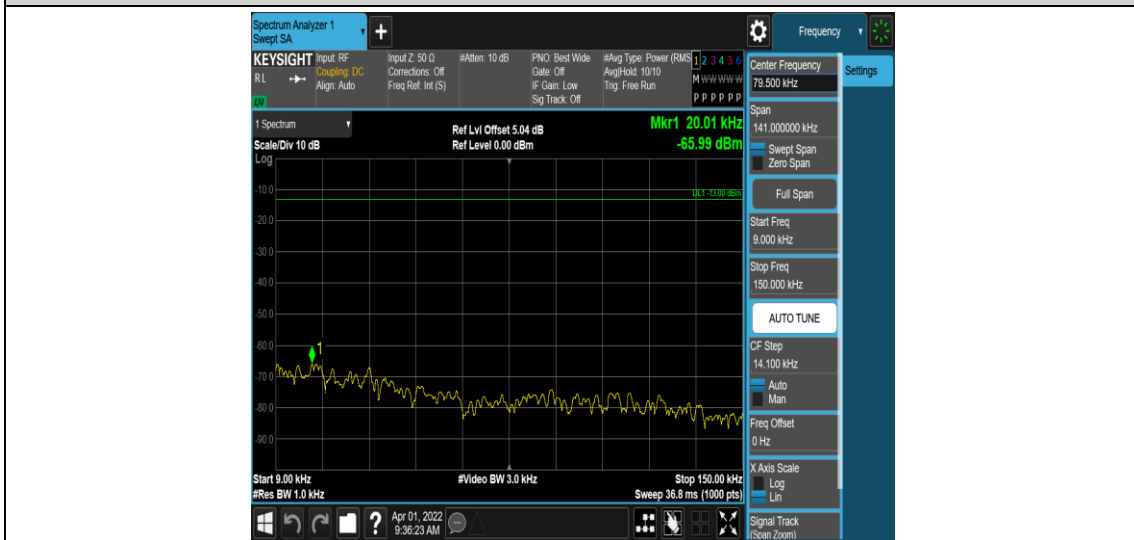 Spectrum Analyzer 1
Swept SA
+
Frequency
KEYSIGHT
RL
LXI
Input: RF
Coupling: DC
Align: Auto
Input Z: 50 Ω
Corrections: Off
Freq Ref: Int (S)
#Atten: 10 dB
PNO: Best Wide
Gate: Off
IF Gain: Low
Sig Track: Off
#Avg Type: Power (RMS
Avg|Hold: 10/10
Trig: Free Run
1 2 3 4 5 6
M W W W W W
P P P P P P
Center Frequency
79.500 kHz
Settings
Span
141.000000 kHz
Swept Span
Zero Span
Full Span
Start Freq
9.000 kHz
Stop Freq
150.000 kHz
AUTO TUNE
CF Step
14.100 kHz
Auto
Man
Freq Offset
0 Hz
X Axis Scale
Log
Lin
Signal Track
(Span Zoom)
1 Spectrum
Scale/Div 10 dB
Log
Ref Lvl Offset 5.04 dB
Ref Level 0.00 dBm
Mkr1 20.01 kHz
-65.99 dBm
DL1 -13.00 dBm
-10.0
-20.0
-30.0
-40.0
-50.0
-60.0
-70.0
-80.0
-90.0
1
Start 9.00 kHz
#Res BW 1.0 kHz
#Video BW 3.0 kHz
Stop 150.00 kHz
Sweep 36.8 ms (1000 pts)
?
Apr 01, 2022
9:36:23 AM